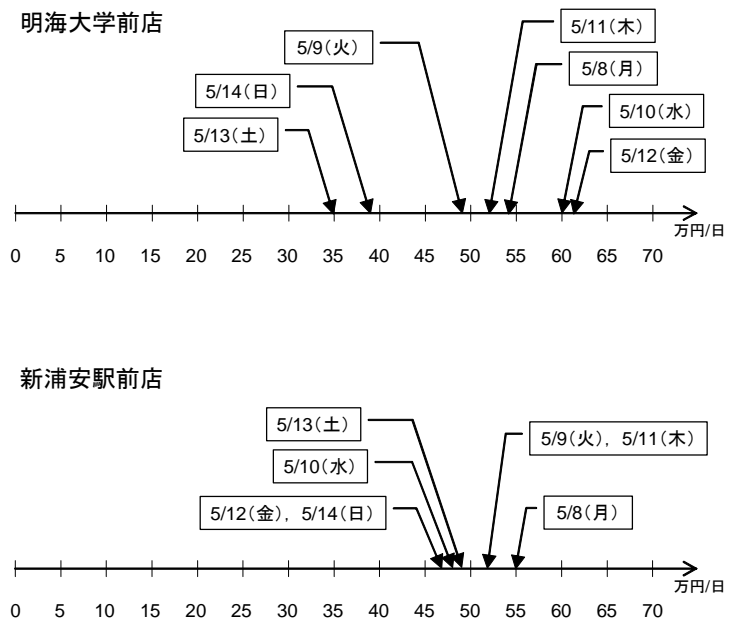 明海大学前店
5/11（木）
5/9（火）
5/8（月）
5/14（日）
5/10（水）
5/13（土）
5/12（金）
万円/日
0 5 10 15 20 25 30 35 40 45 50 55 60 65 70
新浦安駅前店
5/13（土）
5/9（火），5/11（木）
5/10（水）
5/12（金），5/14（日）
5/8（月）
万円/日
0 5 10 15 20 25 30 35 40 45 50 55 60 65 70